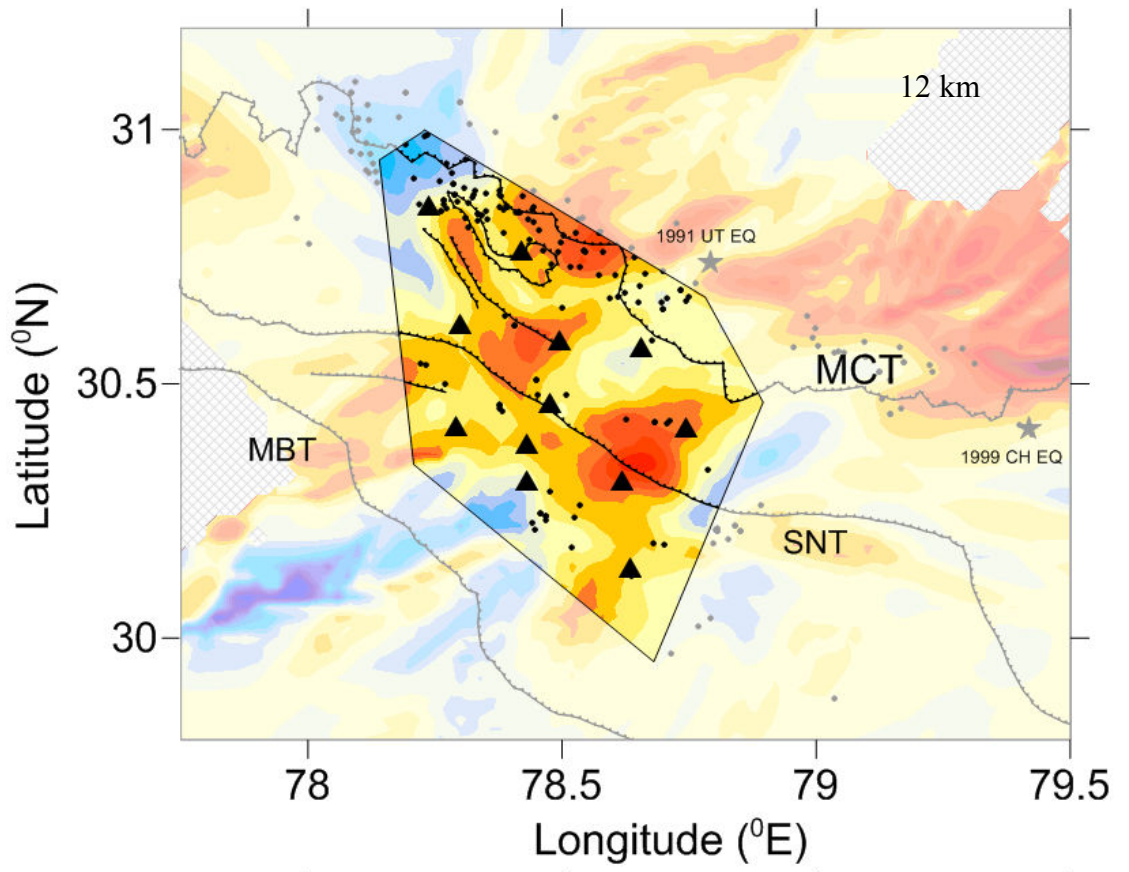 12 km
31
1991 UT EQ
30.5
MCT
MBT
1999 CH EQ
SNT
30
Latitude (⁰N)
78
78.5
79
79.5
Longitude (⁰E)